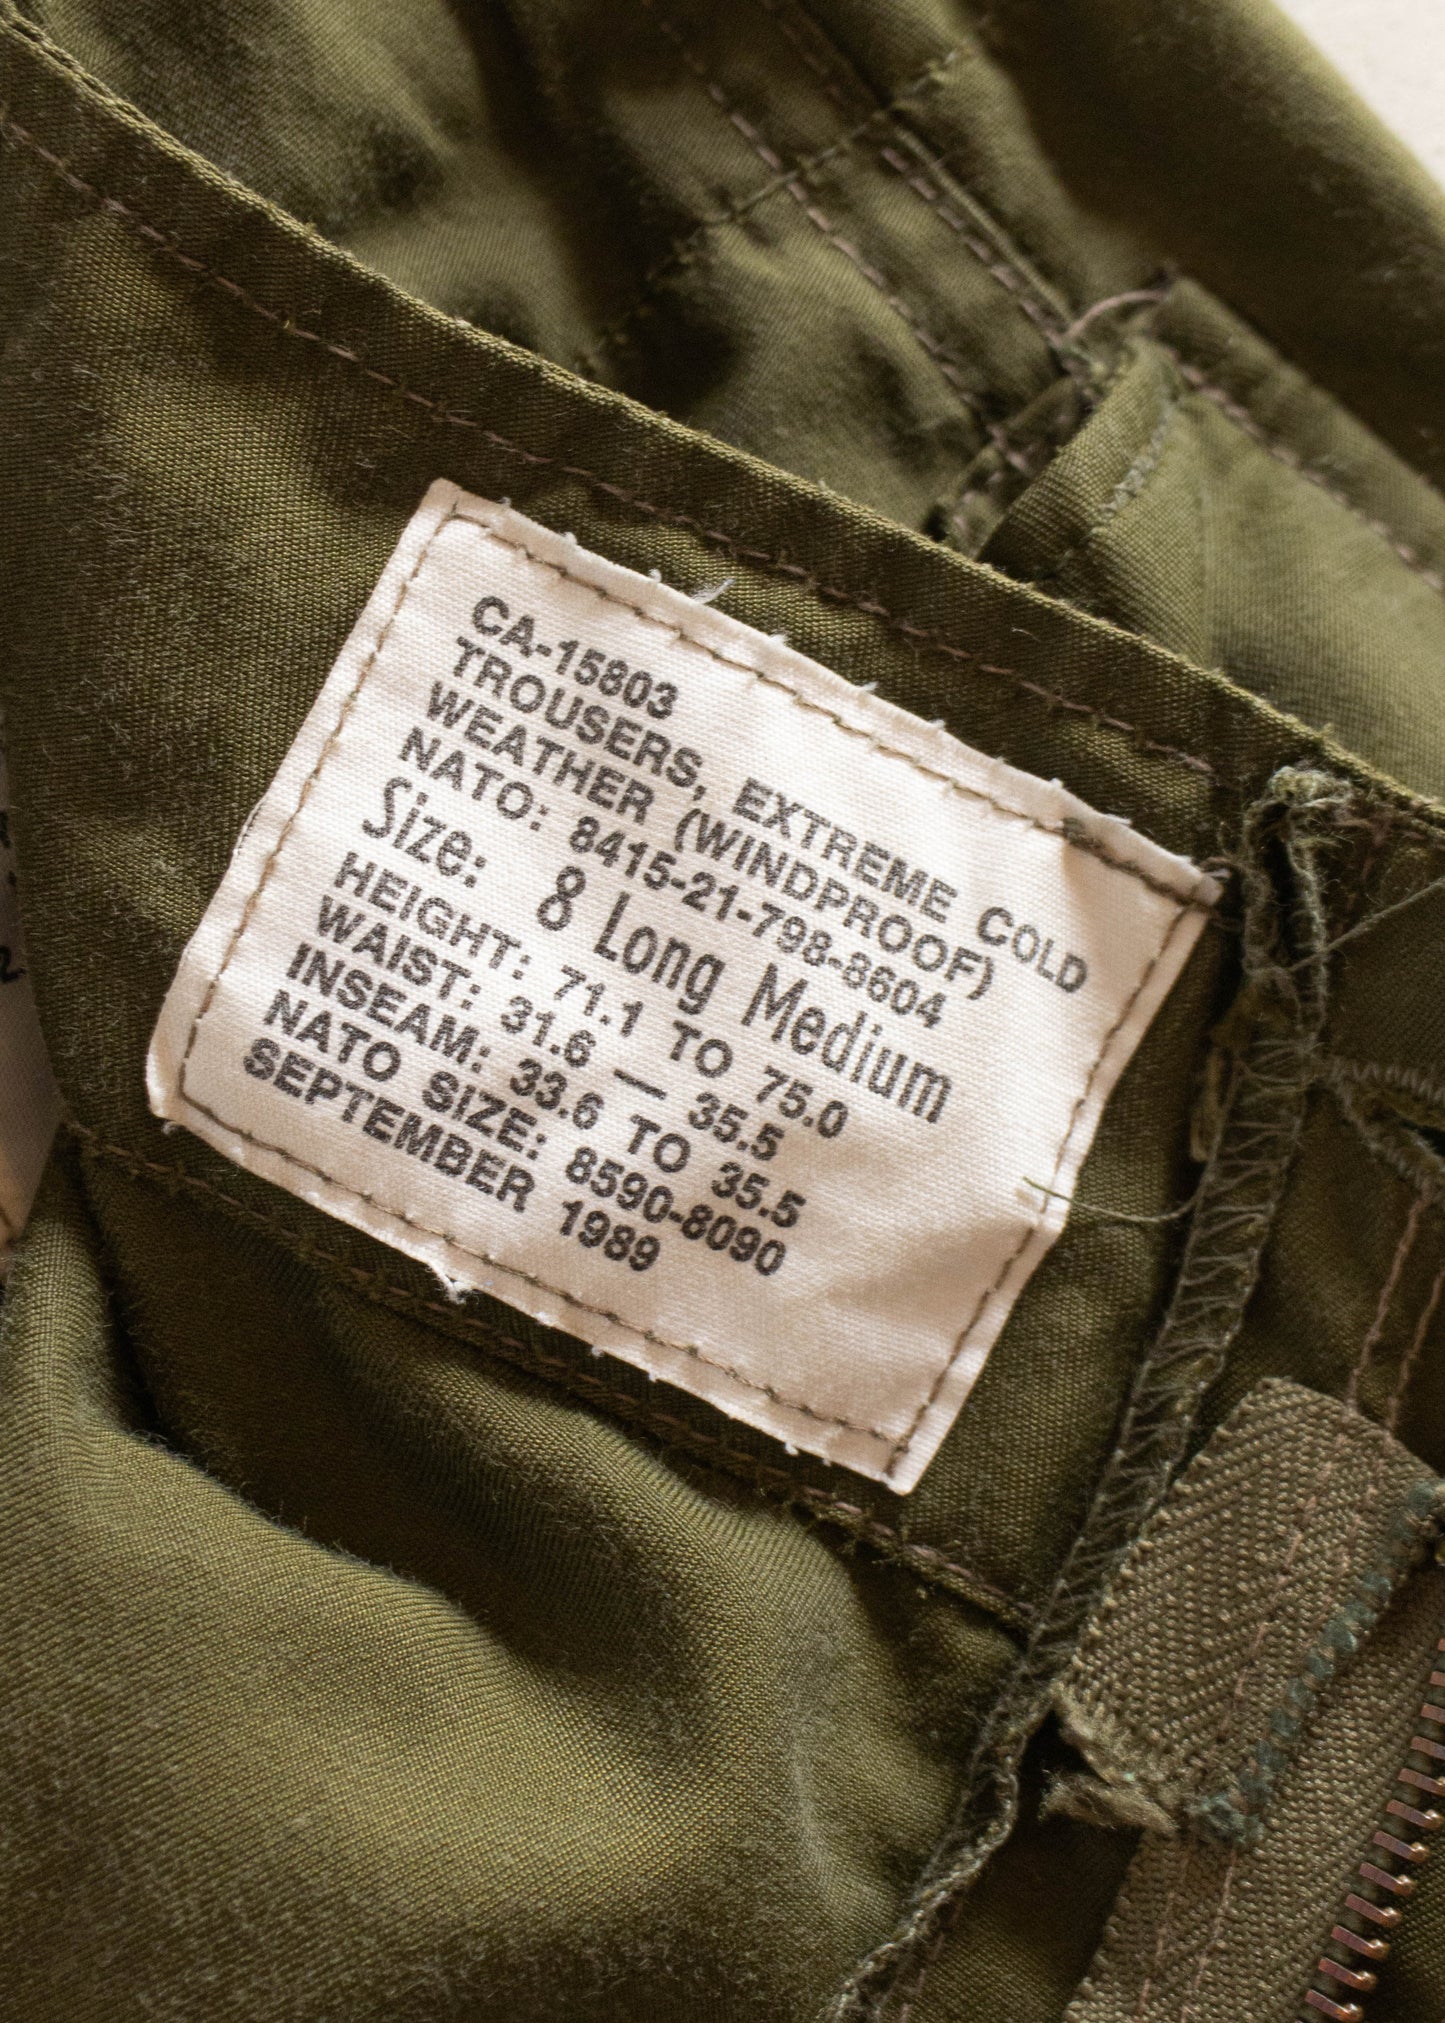 CA-15803
TROUSERS, EXTREME COLD
WEATHER (WINDPROOF)
NATO: 8415-21-798-8604
Size: 8 Long Medium
HEIGHT: 71.1 TO 75.0
WAIST: 31.6 — 35.5
INSEAM: 33.6 TO 35.5
NATO SIZE: 8590-8090
SEPTEMBER 1989